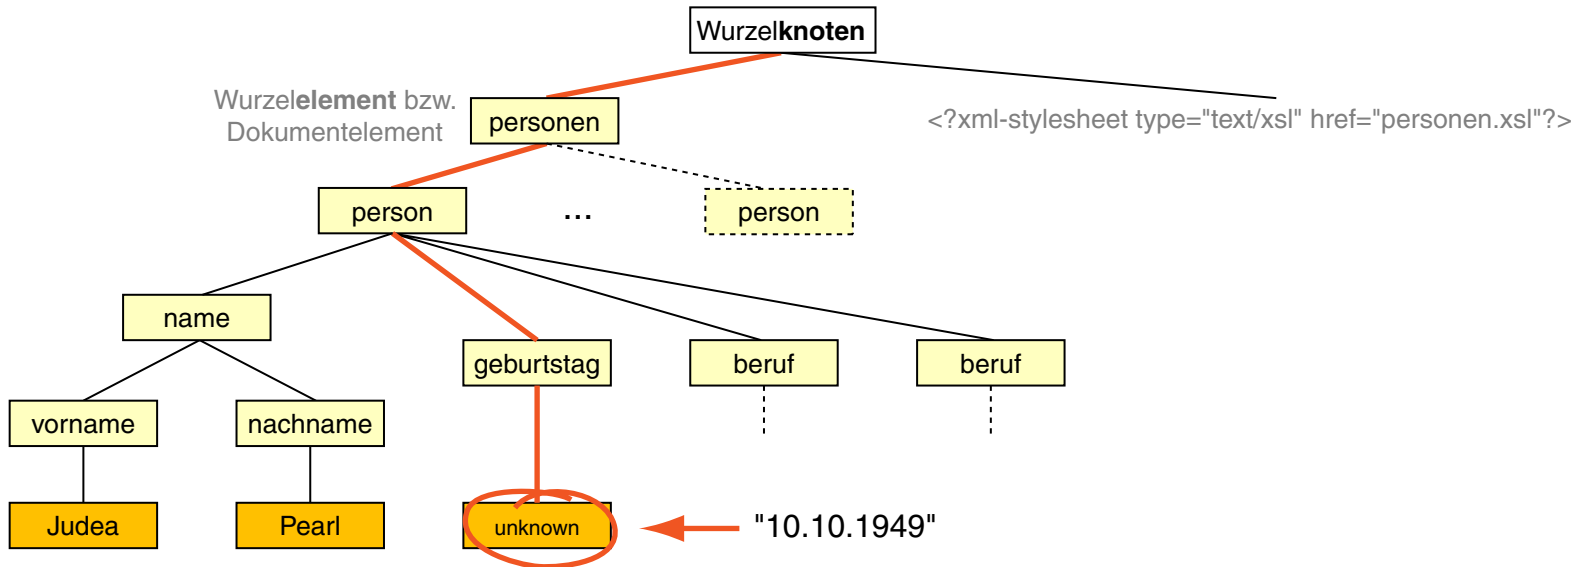 Wurzelknoten
Wurzelelement bzw.
Dokumentelement
personen
<?xml-stylesheet type="text/xsl" href="personen.xsl"?>
person
...
person
name
geburtstag
beruf
beruf
vorname
nachname
Judea
Pearl
unknown
"10.10.1949"